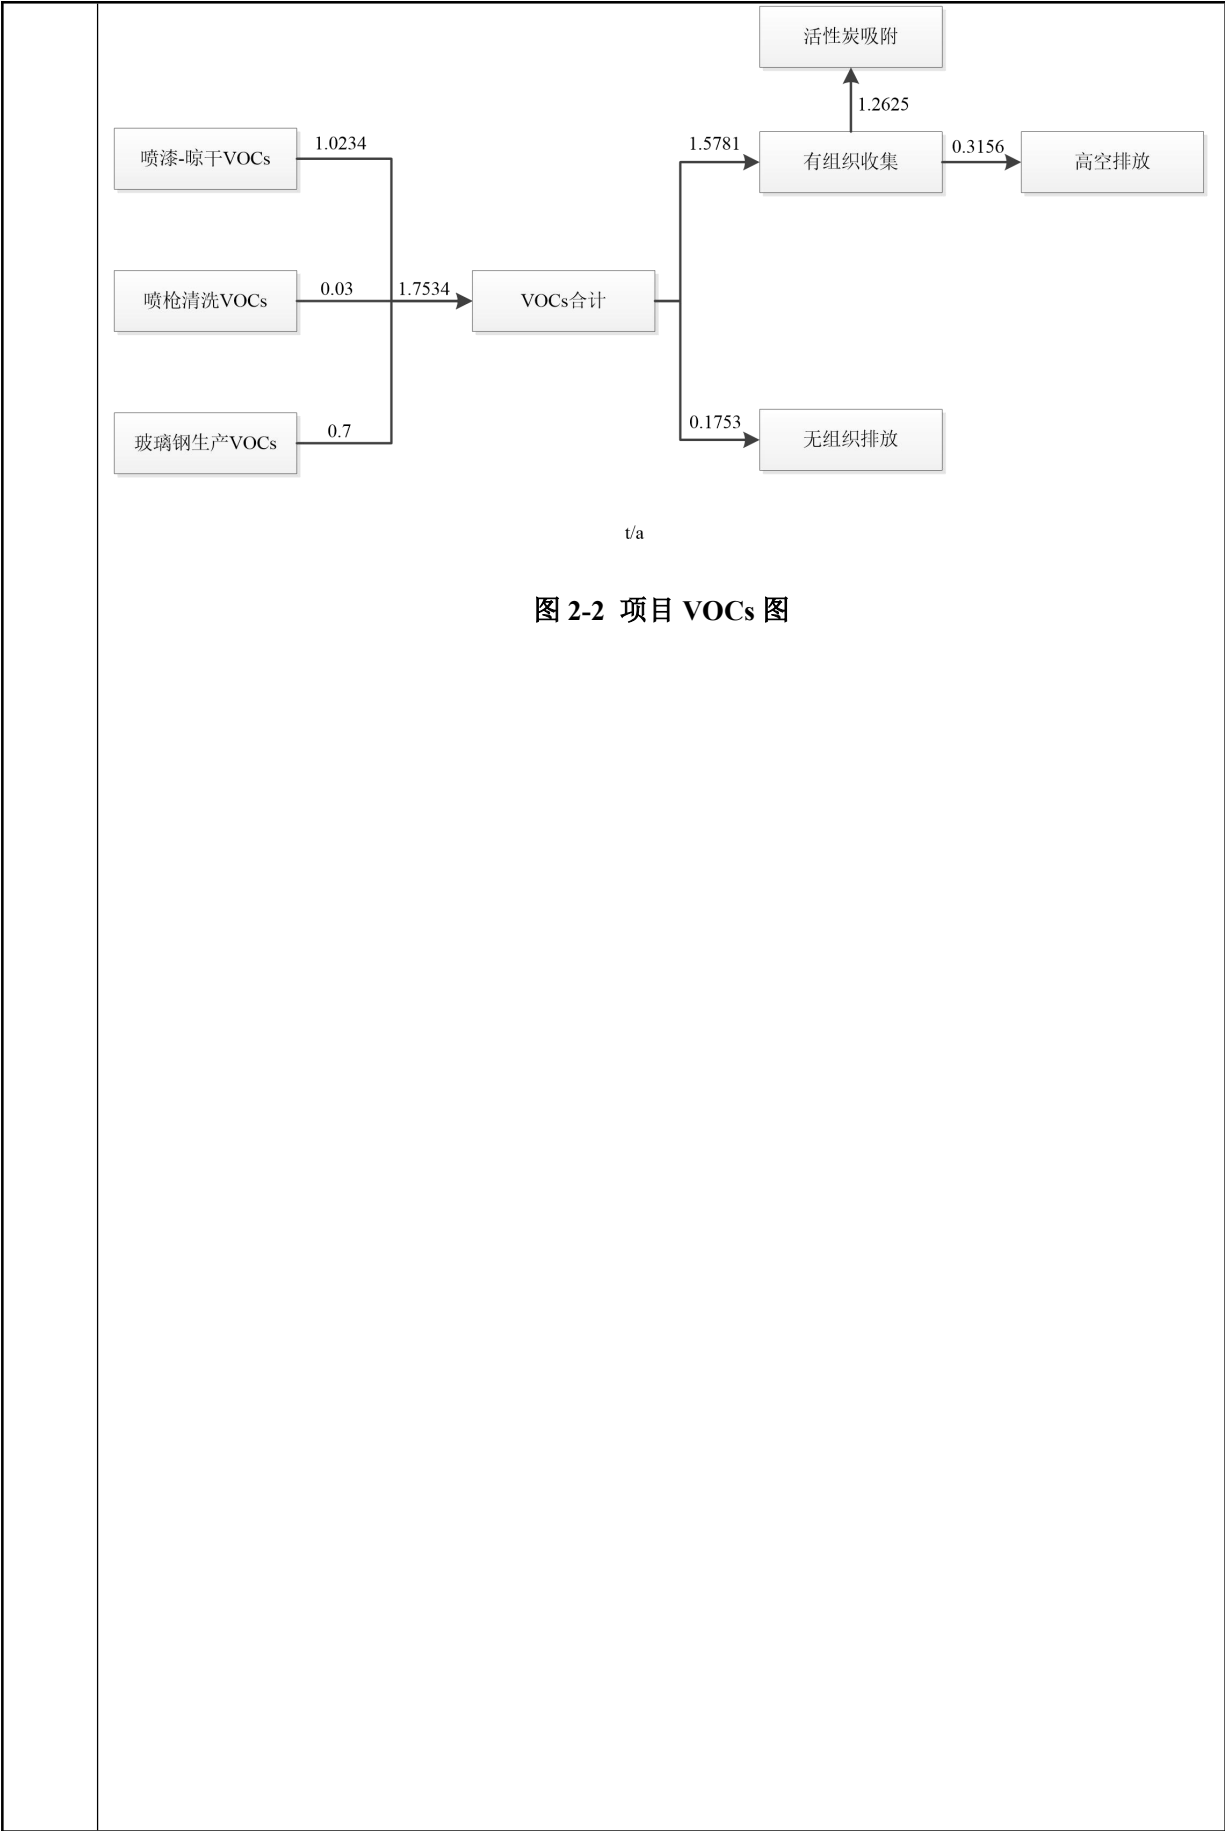 活性炭吸附
1.2625
喷漆-晾干VOCs
1.0234
1.5781
有组织收集
0.3156
高空排放
喷枪清洗VOCs
0.03
1.7534
VOCs合计
玻璃钢生产VOCs
0.7
0.1753
无组织排放
t/a
图 2-2 项目 VOCs 图